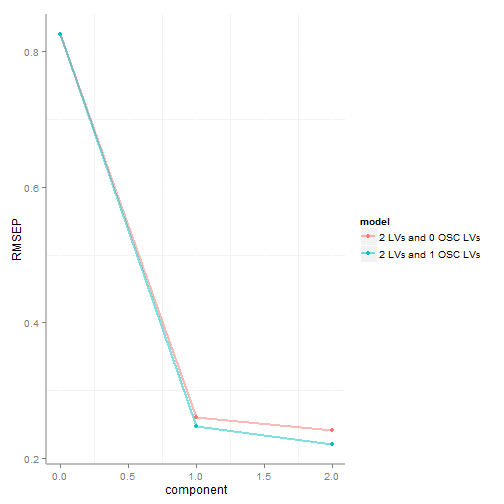 0.8
0.6
0.4
0.2
RMSEP
0.0 0.5 1.0 1.5 2.0
component
model
2 LVs and 0 OSC LVs
2 LVs and 1 OSC LVs